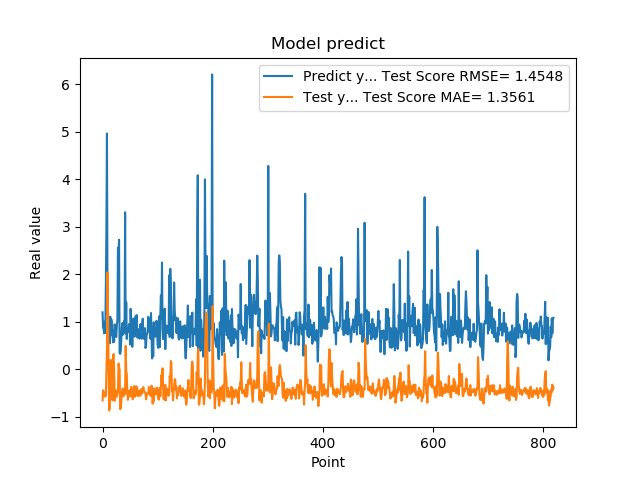 Model predict
Predict y... Test Score RMSE= 1.4548
Test y... Test Score MAE= 1.3561
6
5
4
3
2
1
0
−1
Real value
0 200 400 600 800
Point